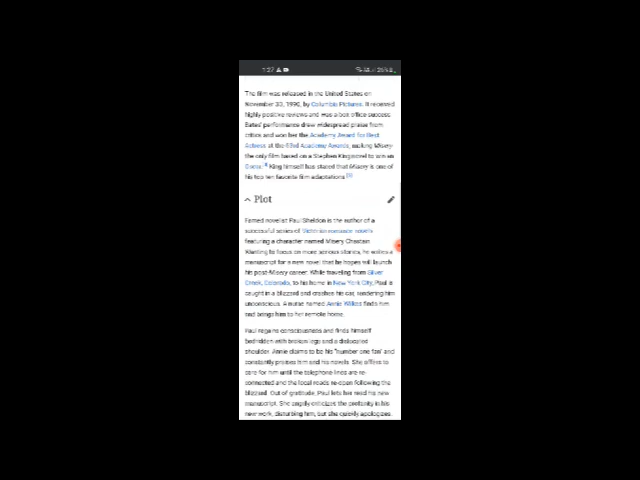 The film was released in the United States on
November 30, 1990, by Columbia Pictures. It received
highly positive reviews and was a box office success.
Bates' performance drew widespread praise from
critics and won her the Academy Award for Best
Actress at the 63rd Academy Awards, making Misery
the only film based on a Stephen King novel to win an
Oscar. King himself has stated that Misery is one of
his top ten favorite film adaptations.
Plot
Famed novelist Paul Sheldon is the author of a
successful series of Victorian romance novels
featuring a character named Misery Chastain.
Wanting to focus on more serious stories, he writes a
manuscript for a new novel that he hopes will launch
his post-Misery career. While traveling from Silver
Creek, Colorado, to his home in New York City, Paul is
caught in a blizzard and crashes his car, rendering him
unconscious. A nurse named Annie Wilkes finds him
and brings him to her remote home.
Paul regains consciousness and finds himself
bedridden with broken legs and a dislocated
shoulder. Annie claims to be his "number one fan" and
constantly praises him and his novels. She offers to
care for him until the telephone lines are re-
connected and the local roads re-open following the
blizzard. Out of gratitude, Paul lets her read his new
manuscript. She angrily criticizes the profanity in his
new work, disturbing him, but she quickly apologizes.